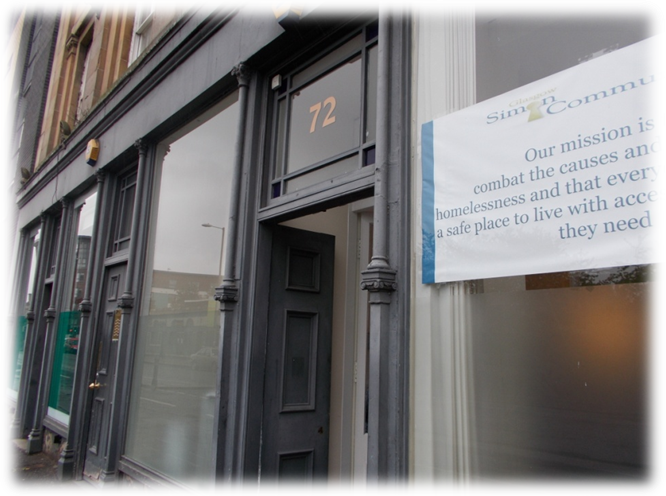 72
Glasgow
Simon Commu
Our mission is
combat the causes and
homelessness and that every
a safe place to live with acce
they need